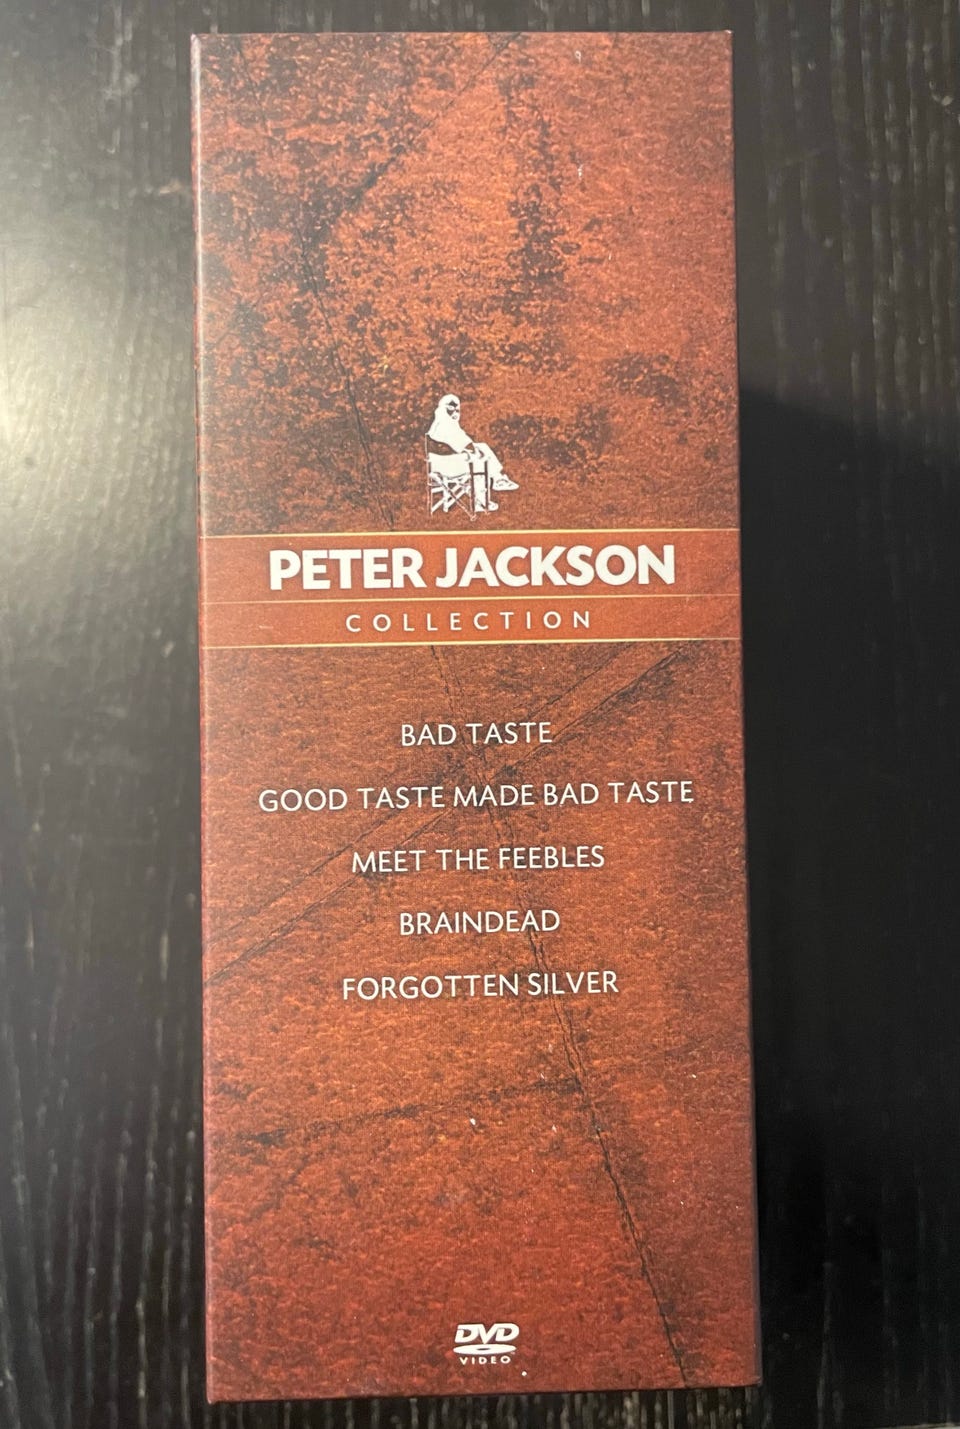 PETER JACKSON
COLLECTION
BAD TASTE
GOOD TASTE MADE BAD TASTE
MEET THE FEEBLES
BRAINDEAD
FORGOTTEN SILVER
DVD
VIDEO